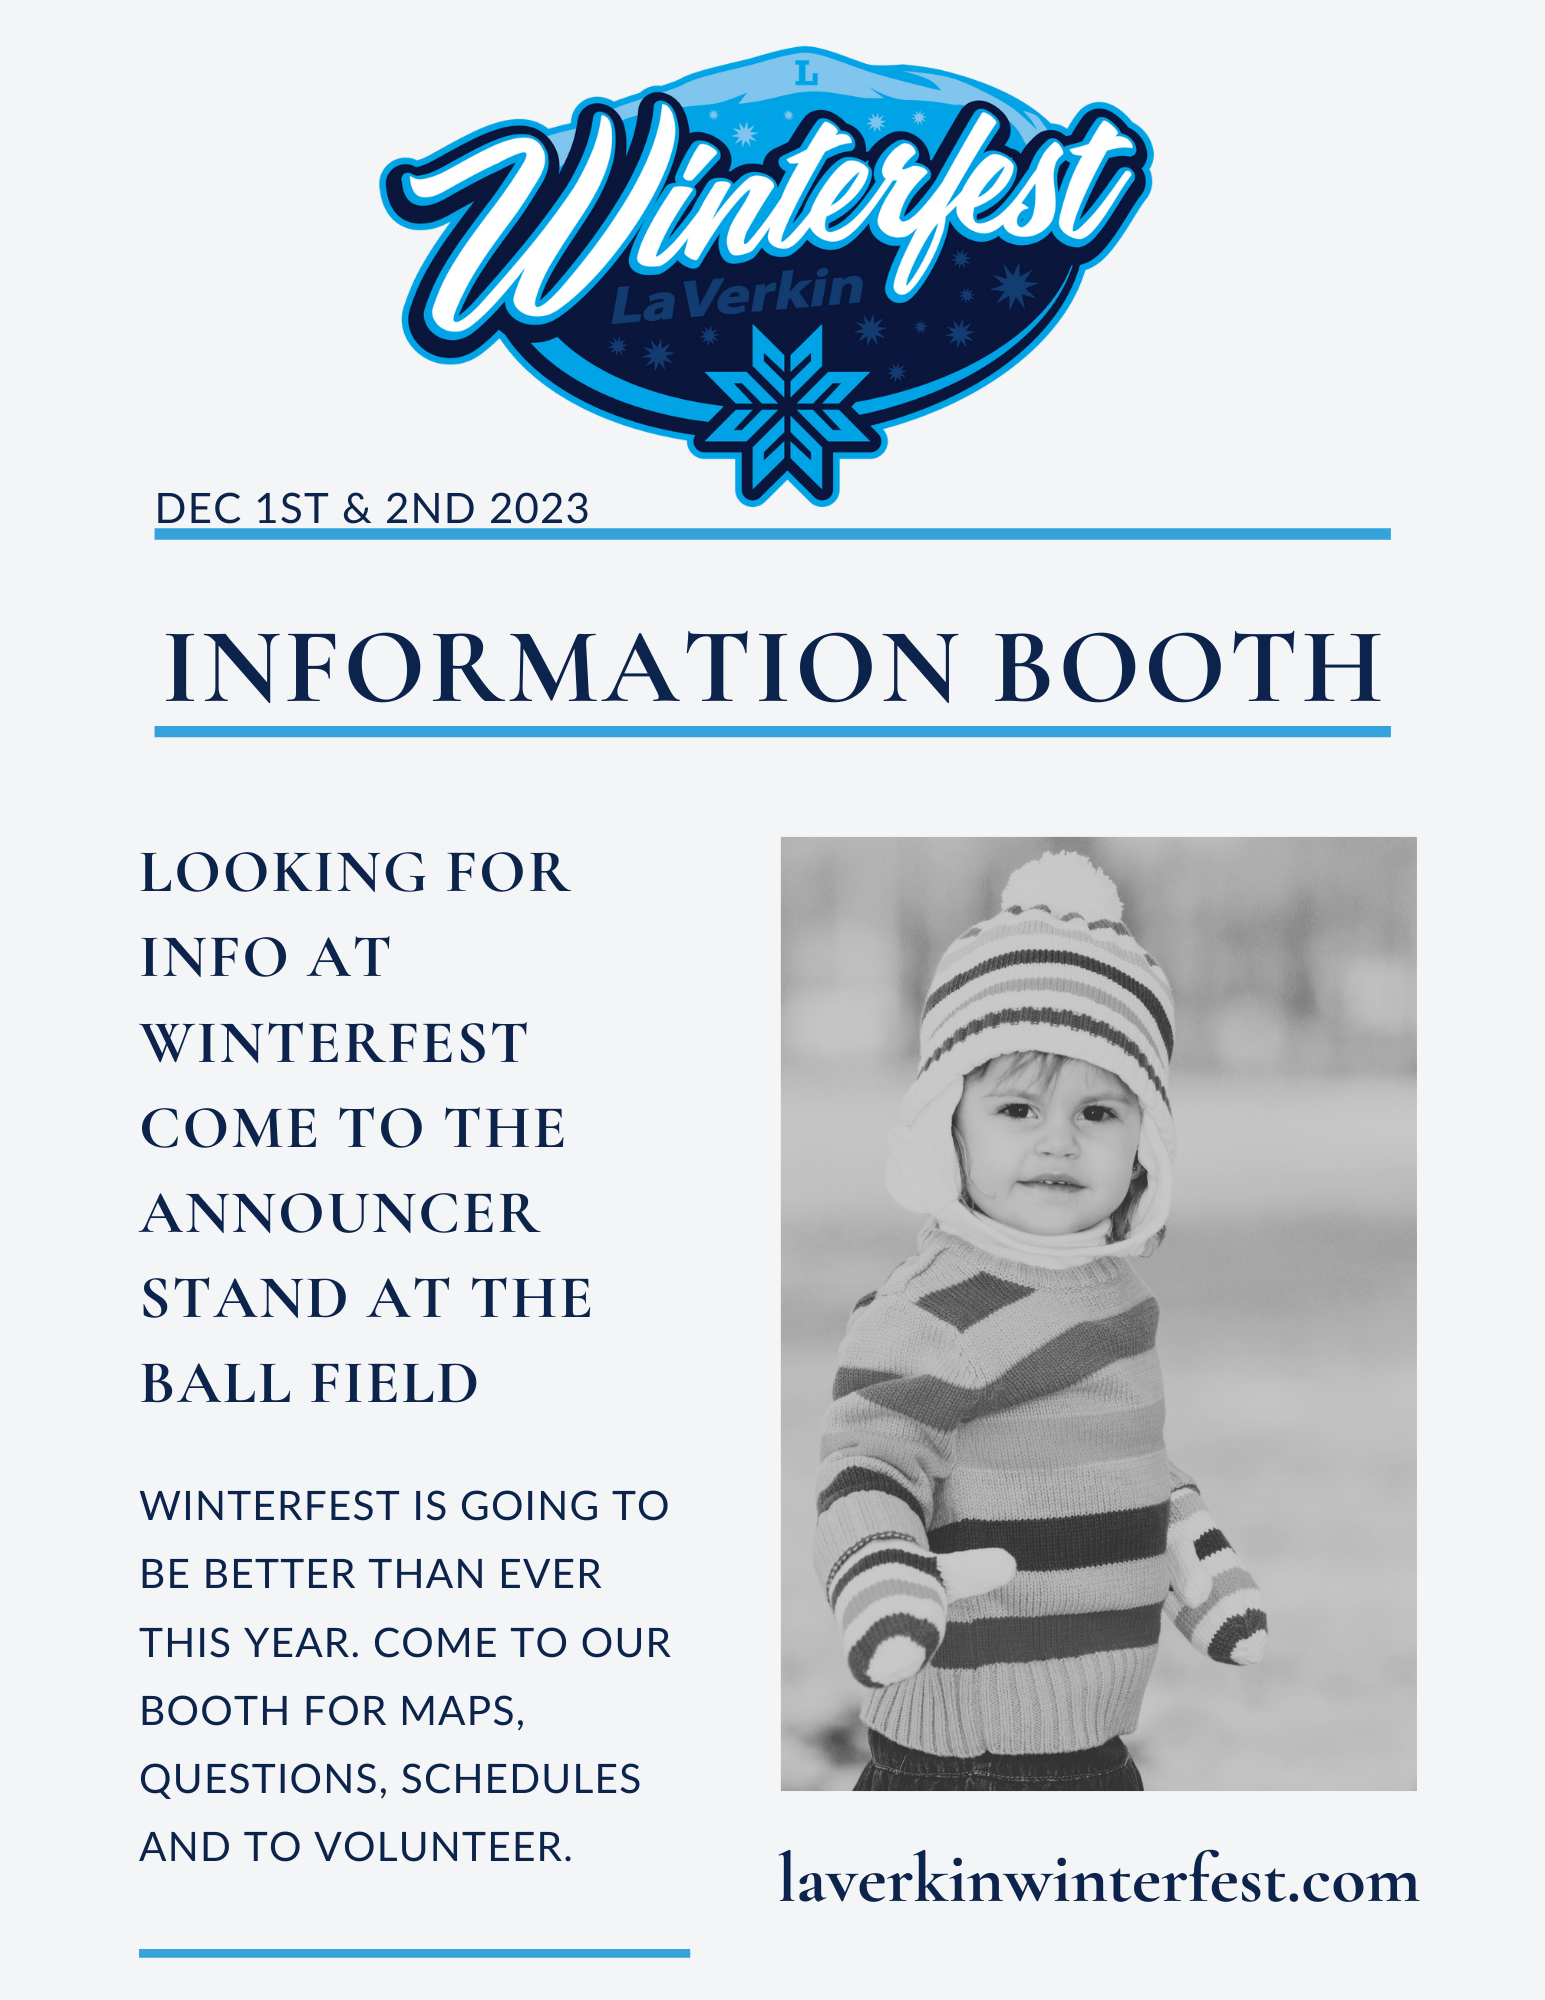 L
Winterfest
LaVerkin
DEC 1ST & 2ND 2023
INFORMATION BOOTH
LOOKING FOR
INFO AT
WINTERFEST
COME TO THE
ANNOUNCER
STAND AT THE
BALL FIELD
WINTERFEST IS GOING TO
BE BETTER THAN EVER
THIS YEAR. COME TO OUR
BOOTH FOR MAPS,
QUESTIONS, SCHEDULES
AND TO VOLUNTEER.
laverkinwinterfest.com